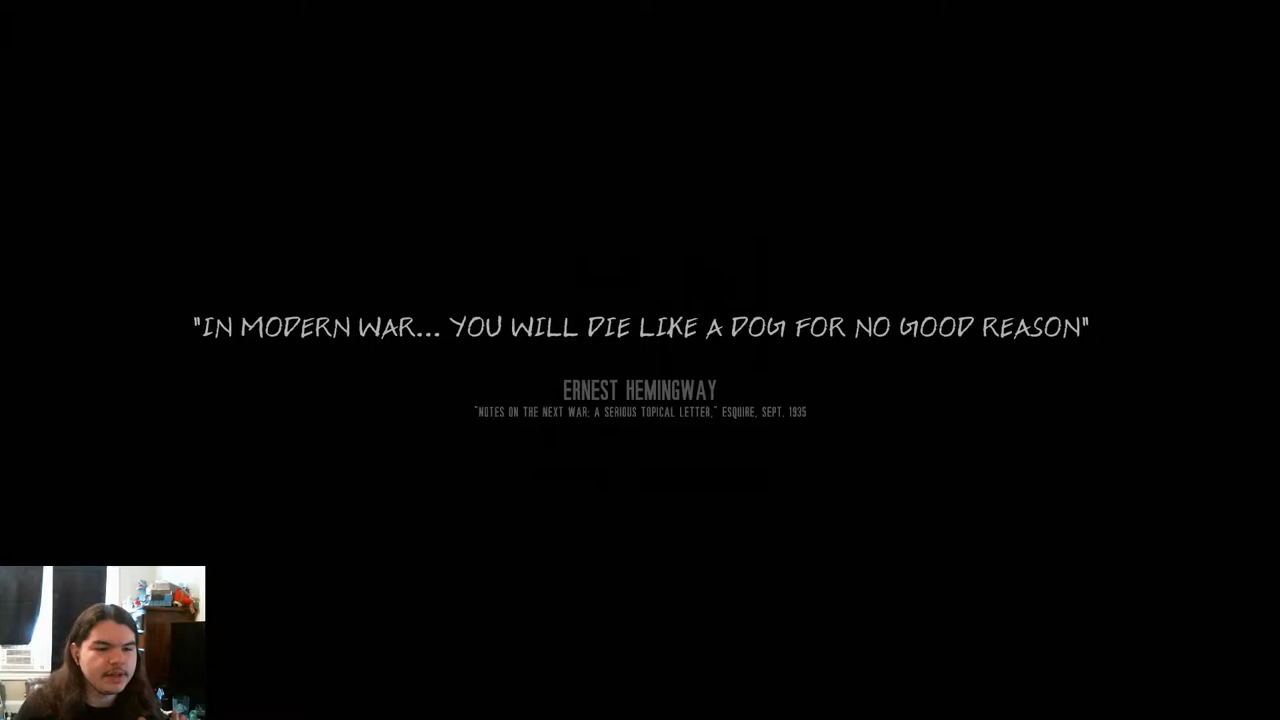 "IN MODERN WAR... YOU WILL DIE LIKE A DOG FOR NO GOOD REASON"
ERNEST HEMINGWAY
"NOTES ON THE NEXT WAR: A SERIOUS TOPICAL LETTER," ESQUIRE, SEPT. 1935